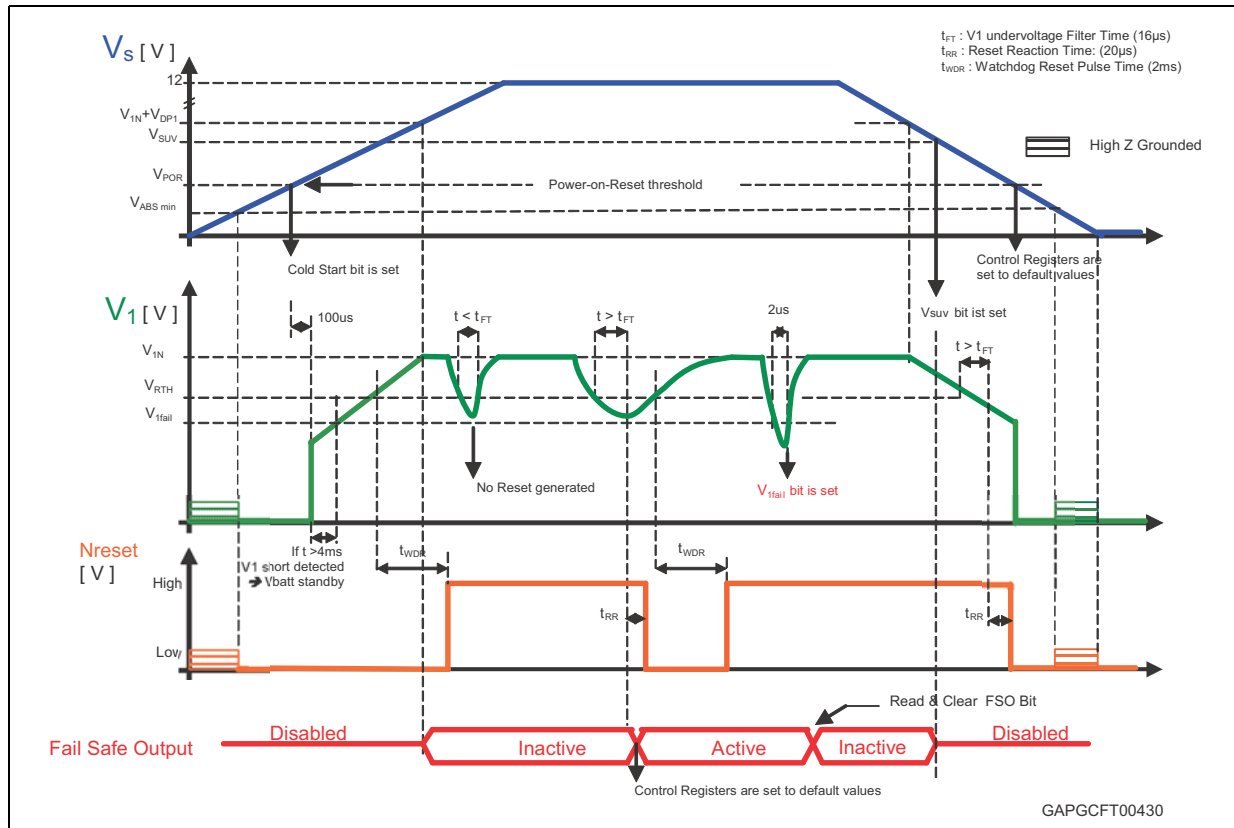 tFT : V1 undervoltage Filter Time (16µs)
tRR : Reset Reaction Time: (20µs)
tWDR : Watchdog Reset Pulse Time (2ms)
Vs [ V ]
12
V1N+VDP1
VSUV
VPOR
VABS min
High Z Grounded
Power-on-Reset threshold
Cold Start bit is set
Control Registers are
set to default values
Vsuv bit ist set
V1 [ V ]
100us
t < tFT
t > tFT
2us
t > tFT
V1N
VRTH
V1fail
No Reset generated
V1fail bit is set
If t >4ms
V1 short detected
➔ Vbatt standby
Nreset
[ V ]
High
Low
tWDR
tWDR
tRR
tRR
Read & Clear FSO Bit
Fail Safe Output
Disabled
Inactive
Active
Inactive
Disabled
Control Registers are set to default values
GAPGCFT00430